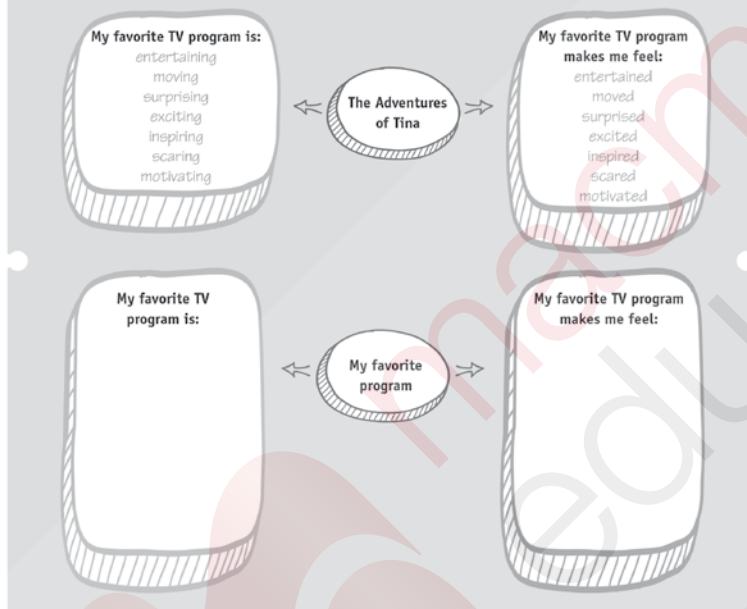 My favorite TV program is:
entertaining
moving
surprising
exciting
inspiring
scaring
motivating
The Adventures
of Tina
My favorite TV program
makes me feel:
entertained
moved
surprised
excited
inspired
scared
motivated
My favorite TV
program is:
My favorite
program
My favorite TV program
makes me feel: